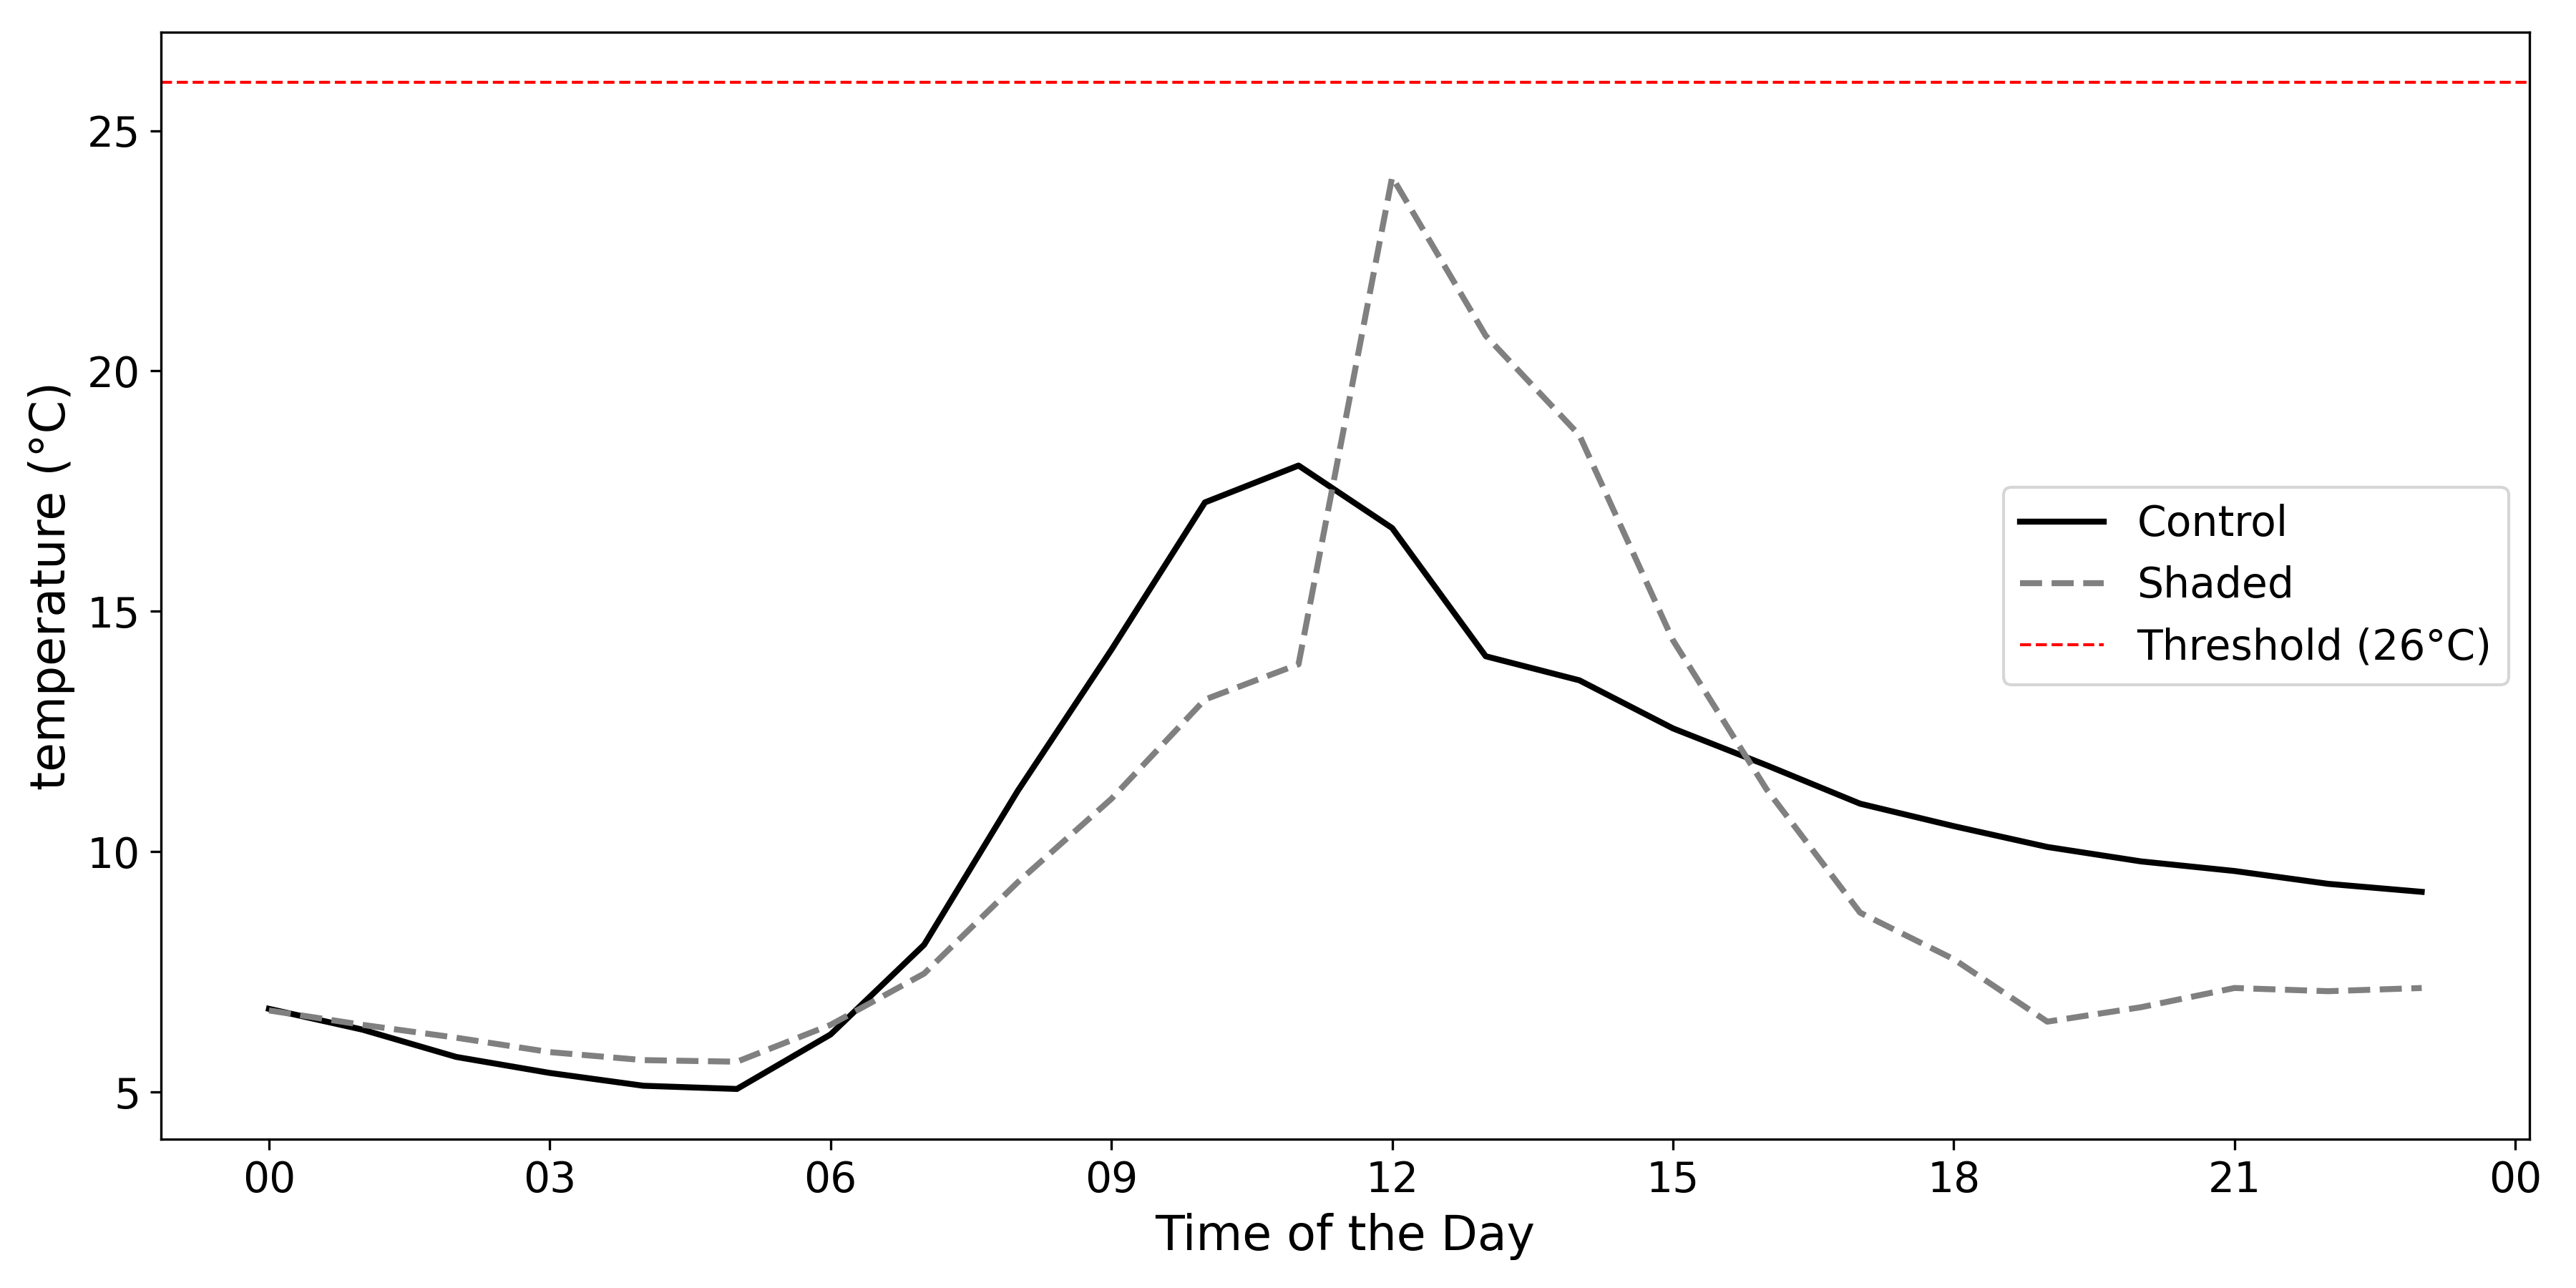 25
20
15
10
5
temperature (°C)
Control
Shaded
Threshold (26°C)
00 03 06 09 12 15 18 21 00
Time of the Day